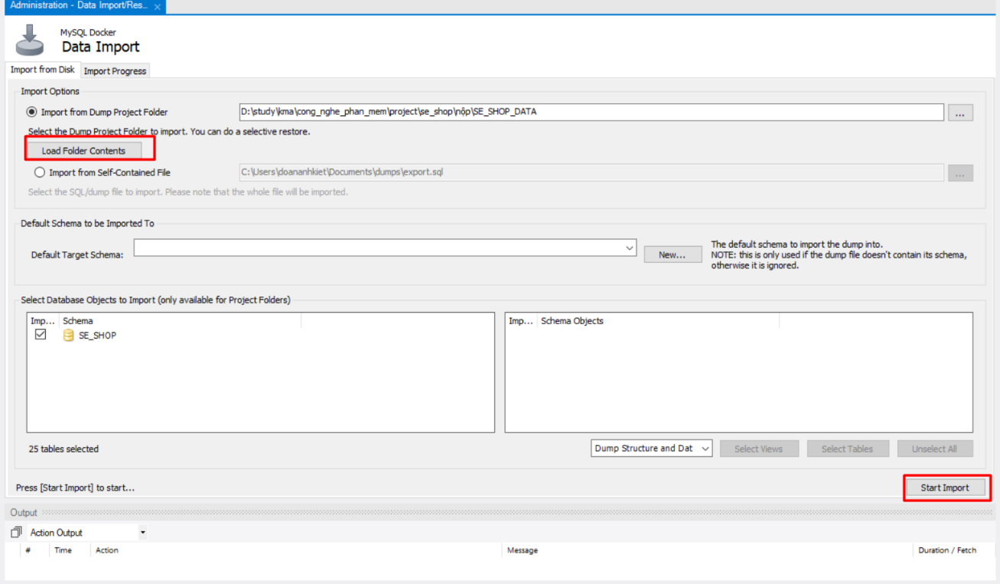 Administration - Data Import/Res... ×
MySQL Docker
Data Import
Import from Disk Import Progress
Import Options
Import from Dump Project Folder D:\study\kma\cong_nghe_phan_mem\project\se_shop\nộp\SE_SHOP_DATA ...
Select the Dump Project Folder to import. You can do a selective restore.
Load Folder Contents
Import from Self-Contained File C:\Users\doananhkiet\Documents\dumps\export.sql ...
Select the SQL/dump file to import. Please note that the whole file will be imported.
Default Schema to be Imported To
Default Target Schema: New...
The default schema to import the dump into.
NOTE: this is only used if the dump file doesn't contain its schema,
otherwise it is ignored.
Select Database Objects to Import (only available for Project Folders)
Imp... Schema
SE_SHOP
Imp... Schema Objects
25 tables selected
Dump Structure and Dat Select Views Select Tables Unselect All
Press [Start Import] to start... Start Import
Output
Action Output
# Time Action Message Duration / Fetch